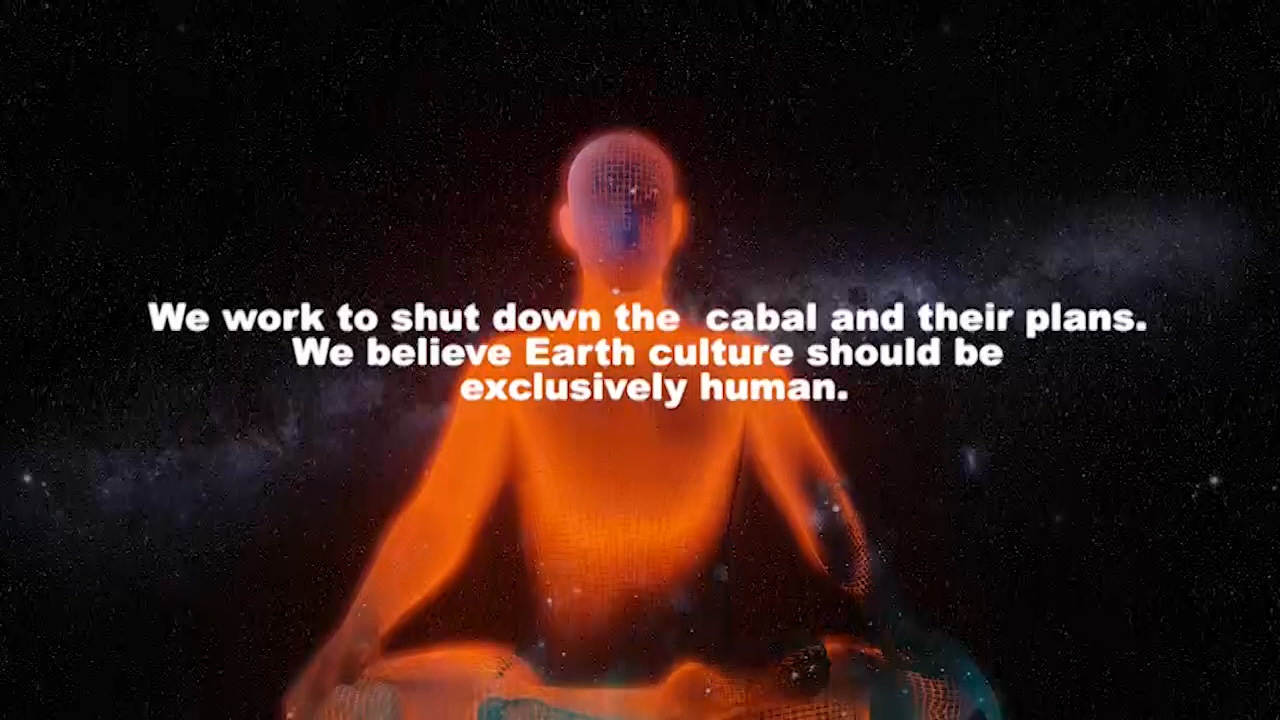 We work to shut down the  cabal and their plans.
We believe Earth culture should be
exclusively human.